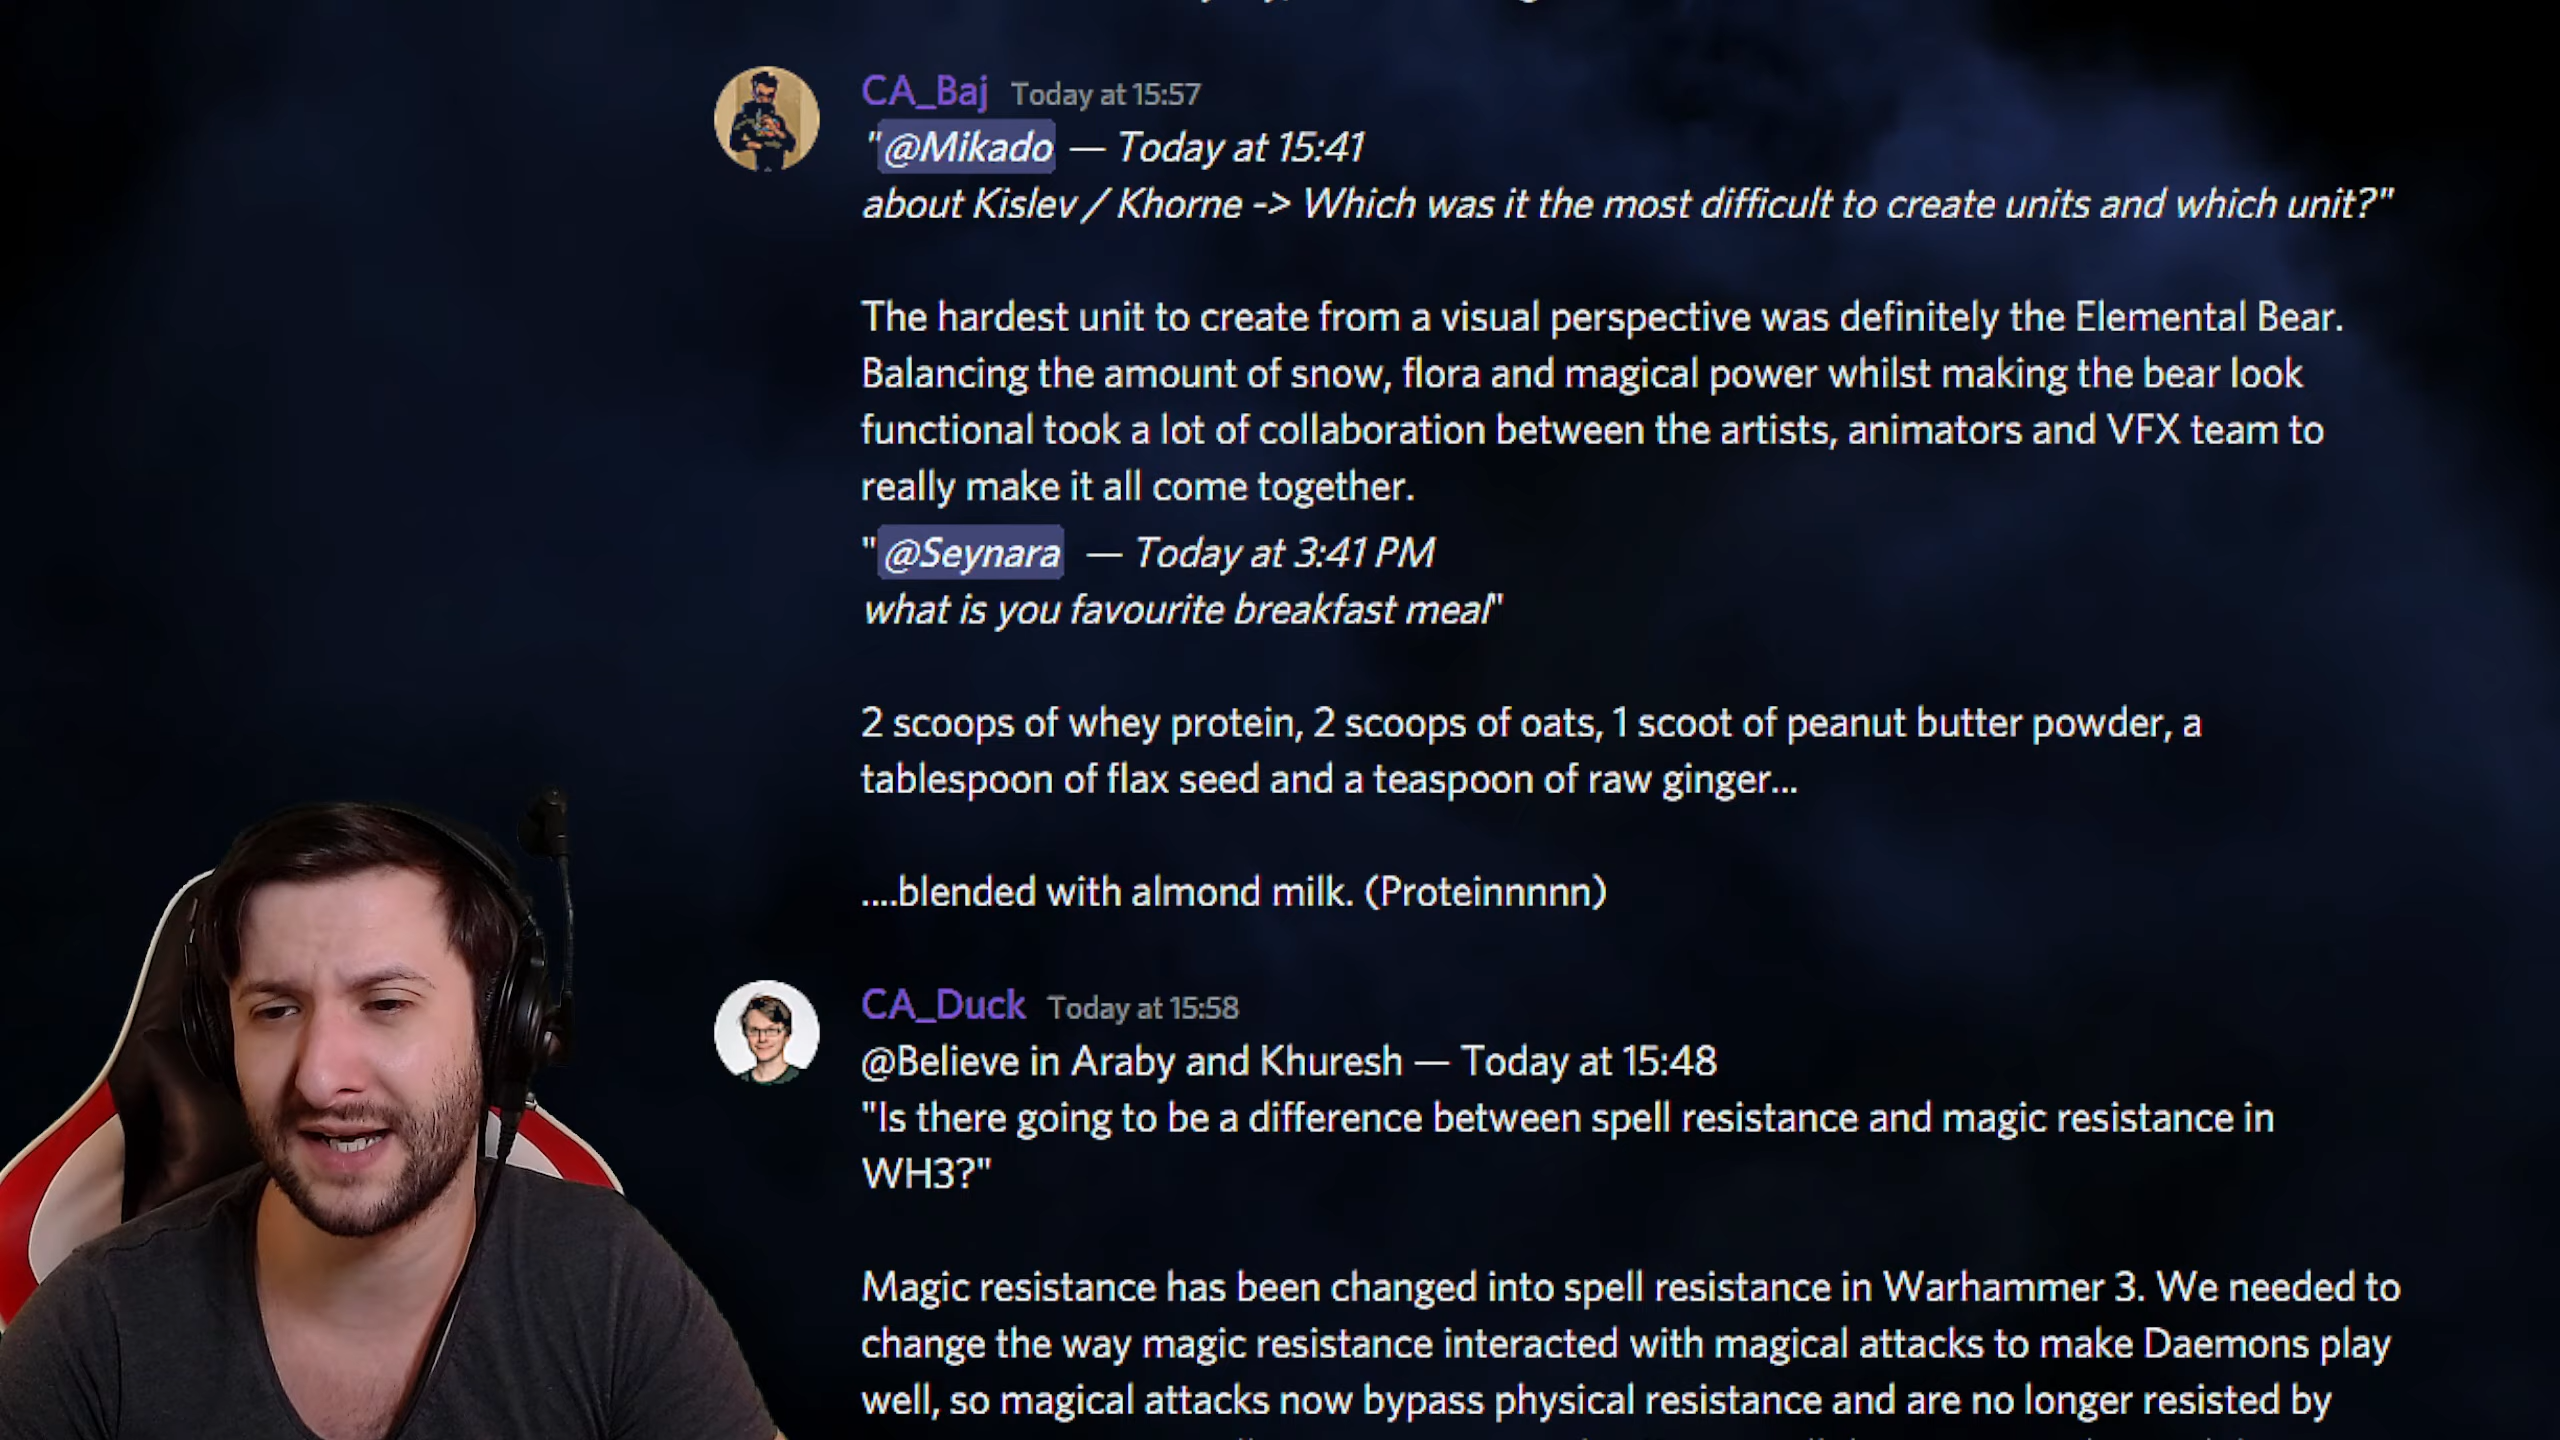 CA_Baj Today at 15:57
"@Mikado — Today at 15:41
about Kislev / Khorne -> Which was it the most difficult to create units and which unit?"
The hardest unit to create from a visual perspective was definitely the Elemental Bear.
Balancing the amount of snow, flora and magical power whilst making the bear look
functional took a lot of collaboration between the artists, animators and VFX team to
really make it all come together.
"@Seynara — Today at 3:41 PM
what is you favourite breakfast meal"
2 scoops of whey protein, 2 scoops of oats, 1 scoot of peanut butter powder, a
tablespoon of flax seed and a teaspoon of raw ginger...
....blended with almond milk. (Proteinnnnn)
CA_Duck Today at 15:58
@Believe in Araby and Khuresh — Today at 15:48
"Is there going to be a difference between spell resistance and magic resistance in
WH3?"
Magic resistance has been changed into spell resistance in Warhammer 3. We needed to
change the way magic resistance interacted with magical attacks to make Daemons play
well, so magical attacks now bypass physical resistance and are no longer resisted by